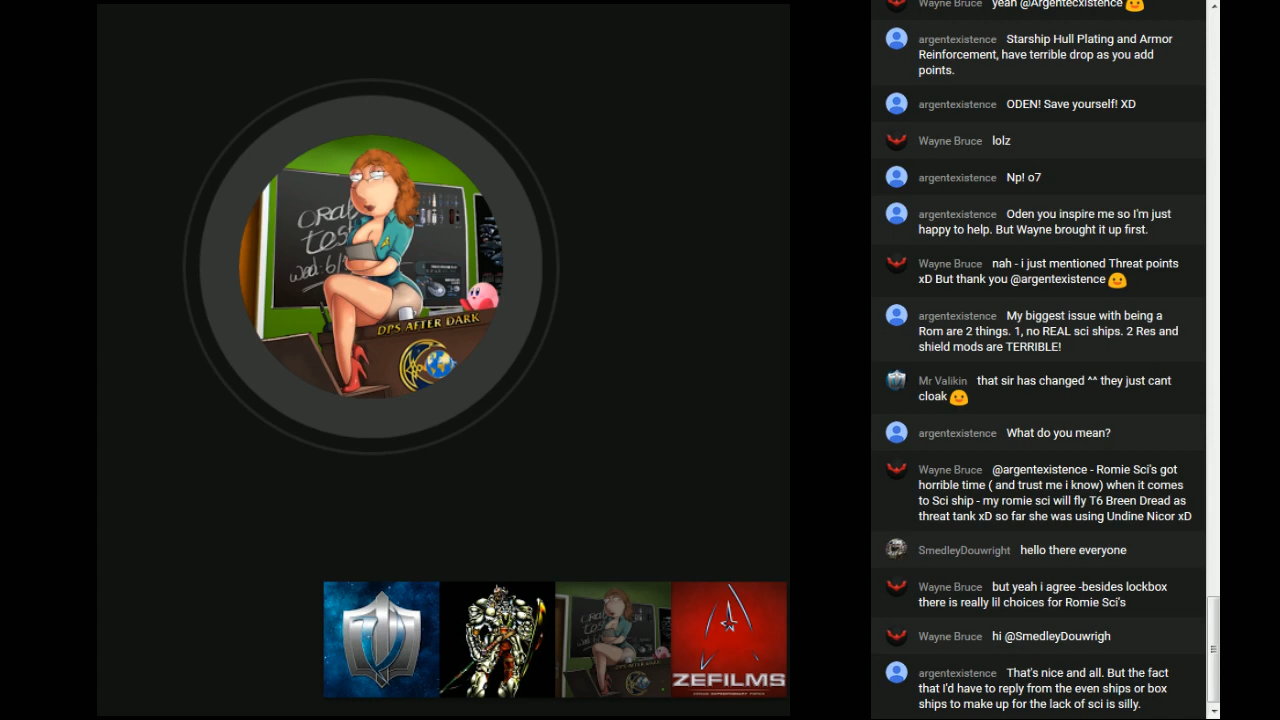 Oral
test
wed: 6/
DPS AFTER DARK
ZEFILMS
Wayne Bruce yeah @Argentecxistence
argentexistence Starship Hull Plating and Armor
Reinforcement, have terrible drop as you add
points.
argentexistence ODEN! Save yourself! XD
Wayne Bruce lolz
argentexistence Np! o7
argentexistence Oden you inspire me so I'm just
happy to help. But Wayne brought it up first.
Wayne Bruce nah - i just mentioned Threat points
xD But thank you @argentexistence
argentexistence My biggest issue with being a
Rom are 2 things. 1, no REAL sci ships. 2 Res and
shield mods are TERRIBLE!
Mr Valikin that sir has changed ^^ they just cant
cloak
argentexistence What do you mean?
Wayne Bruce @argentexistence - Romie Sci's got
horrible time ( and trust me i know) when it comes
to Sci ship - my romie sci will fly T6 Breen Dread as
threat tank xD so far she was using Undine Nicor xD
SmedleyDouwright hello there everyone
Wayne Bruce but yeah i agree -besides lockbox
there is really lil choices for Romie Sci's
Wayne Bruce hi @SmedleyDouwrigh
argentexistence That's nice and all. But the fact
that I'd have to reply from the even ships or box
ships to make up for the lack of sci is silly.